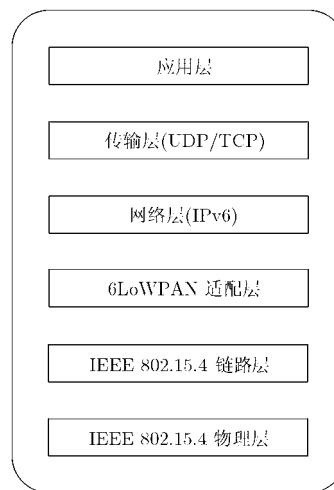 应用层
传输层(UDP/TCP)
网络层(IPv6)
6LoWPAN 适配层
IEEE 802.15.4 链路层
IEEE 802.15.4 物理层